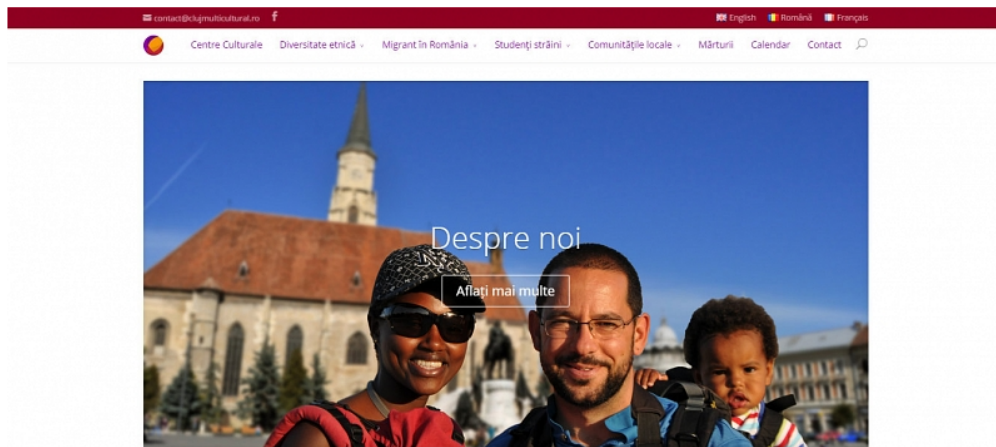 contact@clujmulticultural.ro
English Română Français
Centre Culturale Diversitate etnică Migrant în România Studenți străini Comunitățile locale Mărturii Calendar Contact
Despre noi
Aflați mai multe